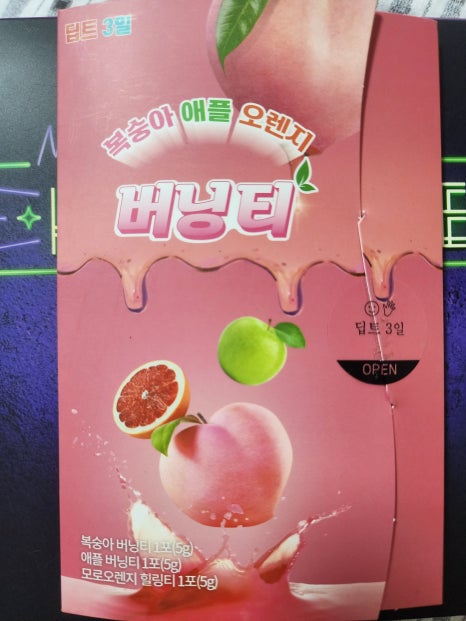 딥트 3일
복숭아 애플 오렌지
버닝티
딥트 3일
OPEN
복숭아 버닝티 1포(5g)
애플 버닝티 1포(5g)
모로오렌지 힐링티 1포(5g)